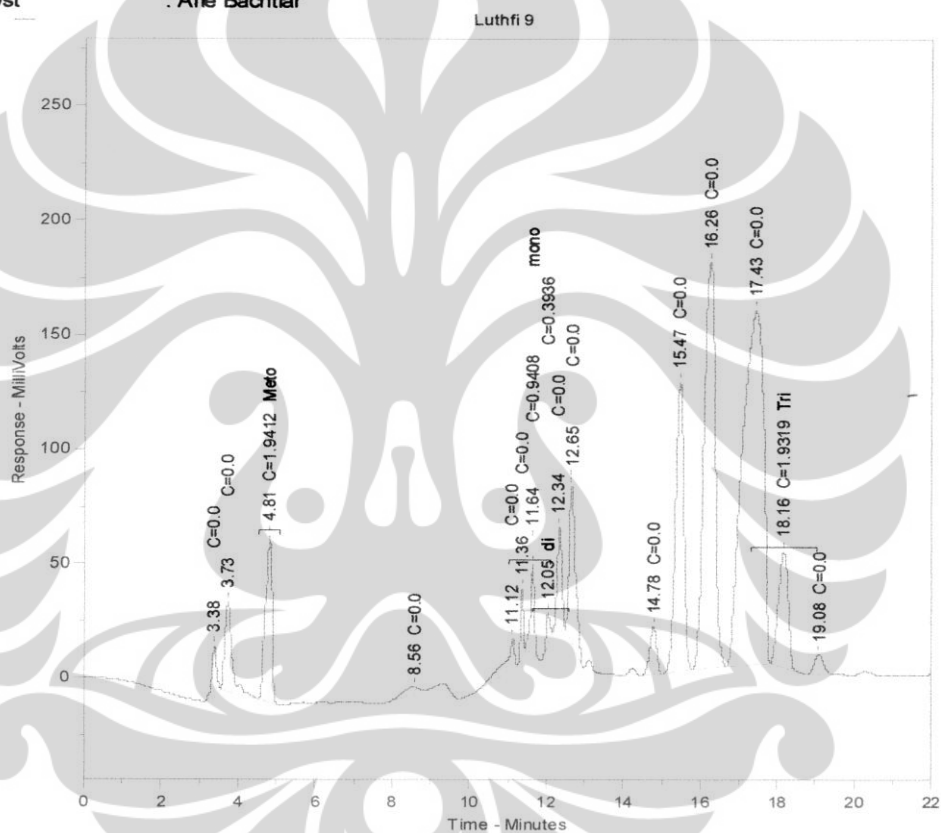 : Arie Bachtiar
Luthfi 9
Response - MilliVolts
250
200
150
100
50
0
3.38 C=0.0
3.73 C=0.0
4.81 C=1.9412 Meto
8.56 C=0.0
11.12 C=0.0
11.36 C=0.0
11.64 C=0.9408 mono
12.05 di C=0.3936
12.34 C=0.0
12.65 C=0.0
14.78 C=0.0
15.47 C=0.0
16.26 C=0.0
17.43 C=0.0
18.16 C=1.9319 Tri
19.08 C=0.0
0 2 4 6 8 10 12 14 16 18 20 22
Time - Minutes